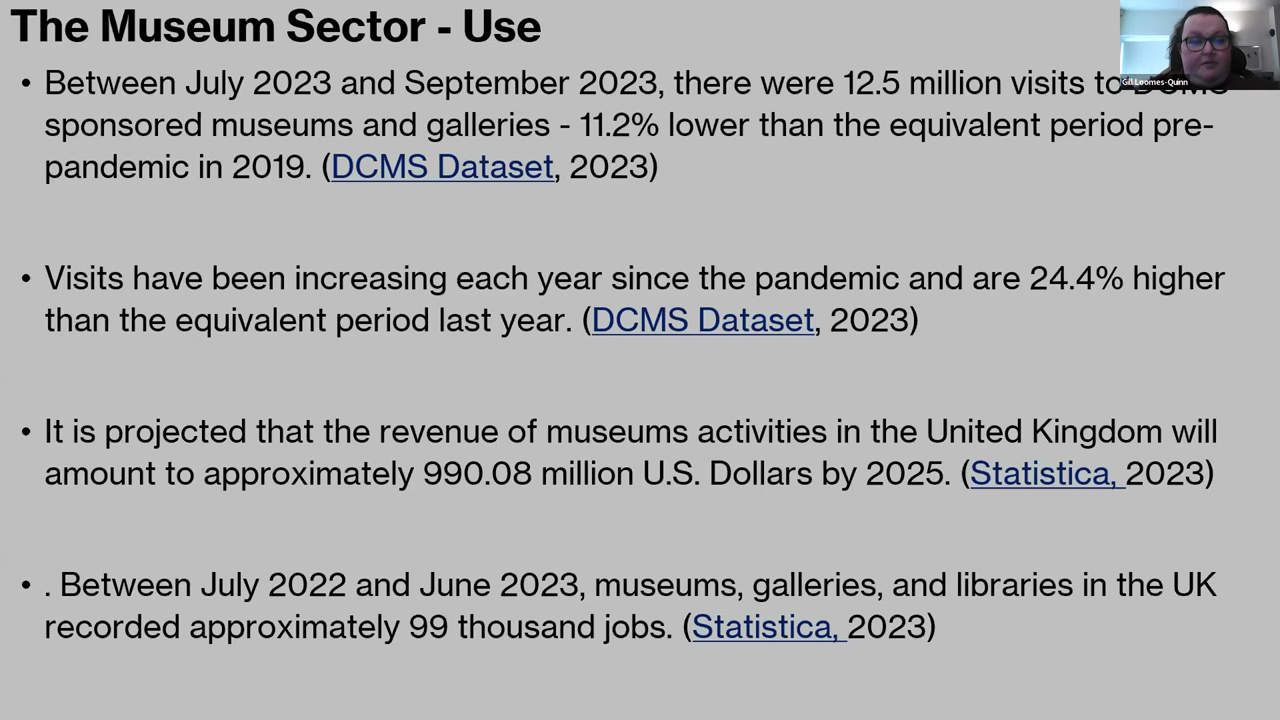 The Museum Sector - Use
• Between July 2023 and September 2023, there were 12.5 million visits to DCMS
sponsored museums and galleries - 11.2% lower than the equivalent period pre-
pandemic in 2019. (DCMS Dataset, 2023)
• Visits have been increasing each year since the pandemic and are 24.4% higher
than the equivalent period last year. (DCMS Dataset, 2023)
• It is projected that the revenue of museums activities in the United Kingdom will
amount to approximately 990.08 million U.S. Dollars by 2025. (Statistica, 2023)
• . Between July 2022 and June 2023, museums, galleries, and libraries in the UK
recorded approximately 99 thousand jobs. (Statistica, 2023)
Gill Loomes-Quinn